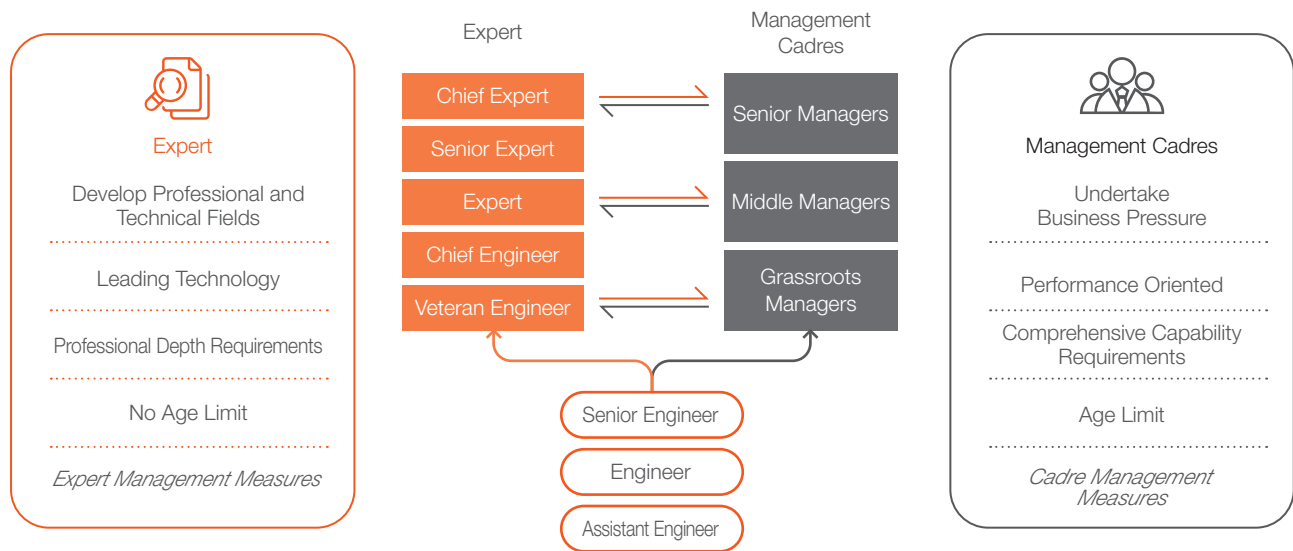 Expert
Develop Professional and
Technical Fields
Leading Technology
Professional Depth Requirements
No Age Limit
Expert Management Measures
Expert
Chief Expert
Senior Expert
Expert
Chief Engineer
Veteran Engineer
Management
Cadres
Senior Managers
Middle Managers
Grassroots
Managers
Senior Engineer
Engineer
Assistant Engineer
Management Cadres
Undertake
Business Pressure
Performance Oriented
Comprehensive Capability
Requirements
Age Limit
Cadre Management
Measures